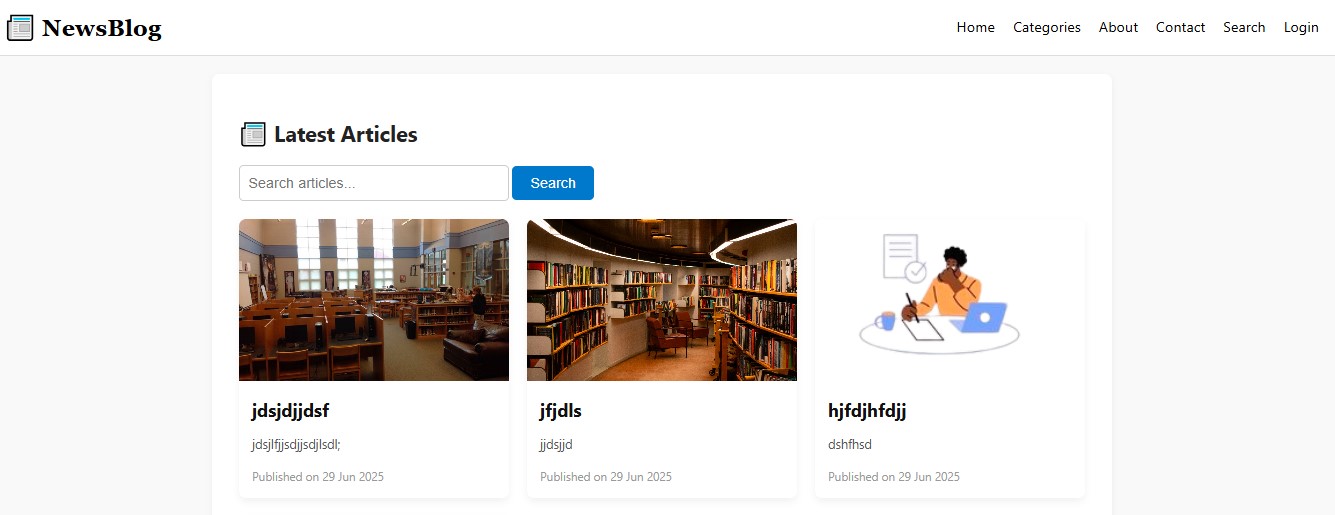 NewsBlog
Home Categories About Contact Search Login
Latest Articles
Search articles... Search
jdsjdjjdsf
jdsjlfjjsdjjsdjlsdl;
Published on 29 Jun 2025
jfjdls
jjdsjjd
Published on 29 Jun 2025
hjfdjhfdjj
dshfhsd
Published on 29 Jun 2025